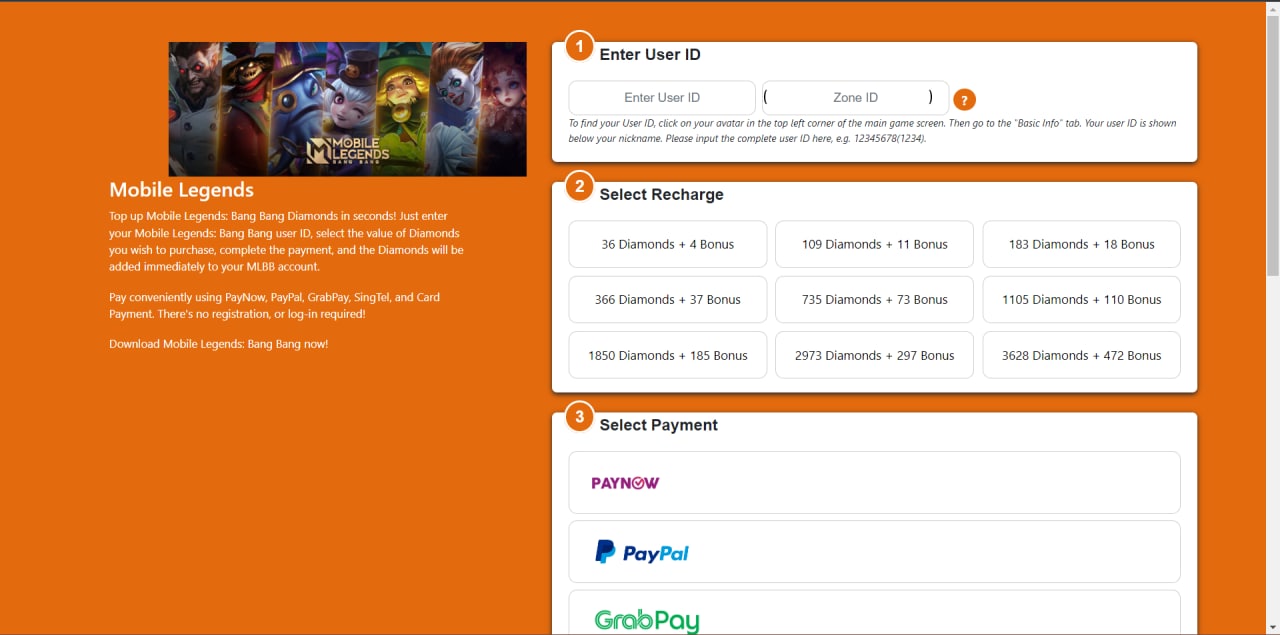 MOBILE
LEGENDS
BANG BANG
Mobile Legends
Top up Mobile Legends: Bang Bang Diamonds in seconds! Just enter
your Mobile Legends: Bang Bang user ID, select the value of Diamonds
you wish to purchase, complete the payment, and the Diamonds will be
added immediately to your MLBB account.
Pay conveniently using PayNow, PayPal, GrabPay, SingTel, and Card
Payment. There's no registration, or log-in required!
Download Mobile Legends: Bang Bang now!
1 Enter User ID
Enter User ID ( Zone ID ) ?
To find your User ID, click on your avatar in the top left corner of the main game screen. Then go to the "Basic Info" tab. Your user ID is shown
below your nickname. Please input the complete user ID here, e.g. 12345678(1234).
2 Select Recharge
36 Diamonds + 4 Bonus 109 Diamonds + 11 Bonus 183 Diamonds + 18 Bonus
366 Diamonds + 37 Bonus 735 Diamonds + 73 Bonus 1105 Diamonds + 110 Bonus
1850 Diamonds + 185 Bonus 2973 Diamonds + 297 Bonus 3628 Diamonds + 472 Bonus
3 Select Payment
PAYNOW
PayPal
GrabPay